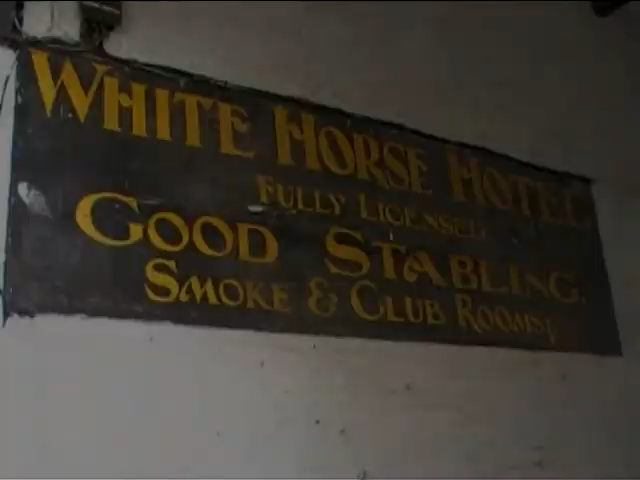 WHITE HORSE HOTEL
FULLY LICENSED
GOOD STABLING.
SMOKE & CLUB ROOMS